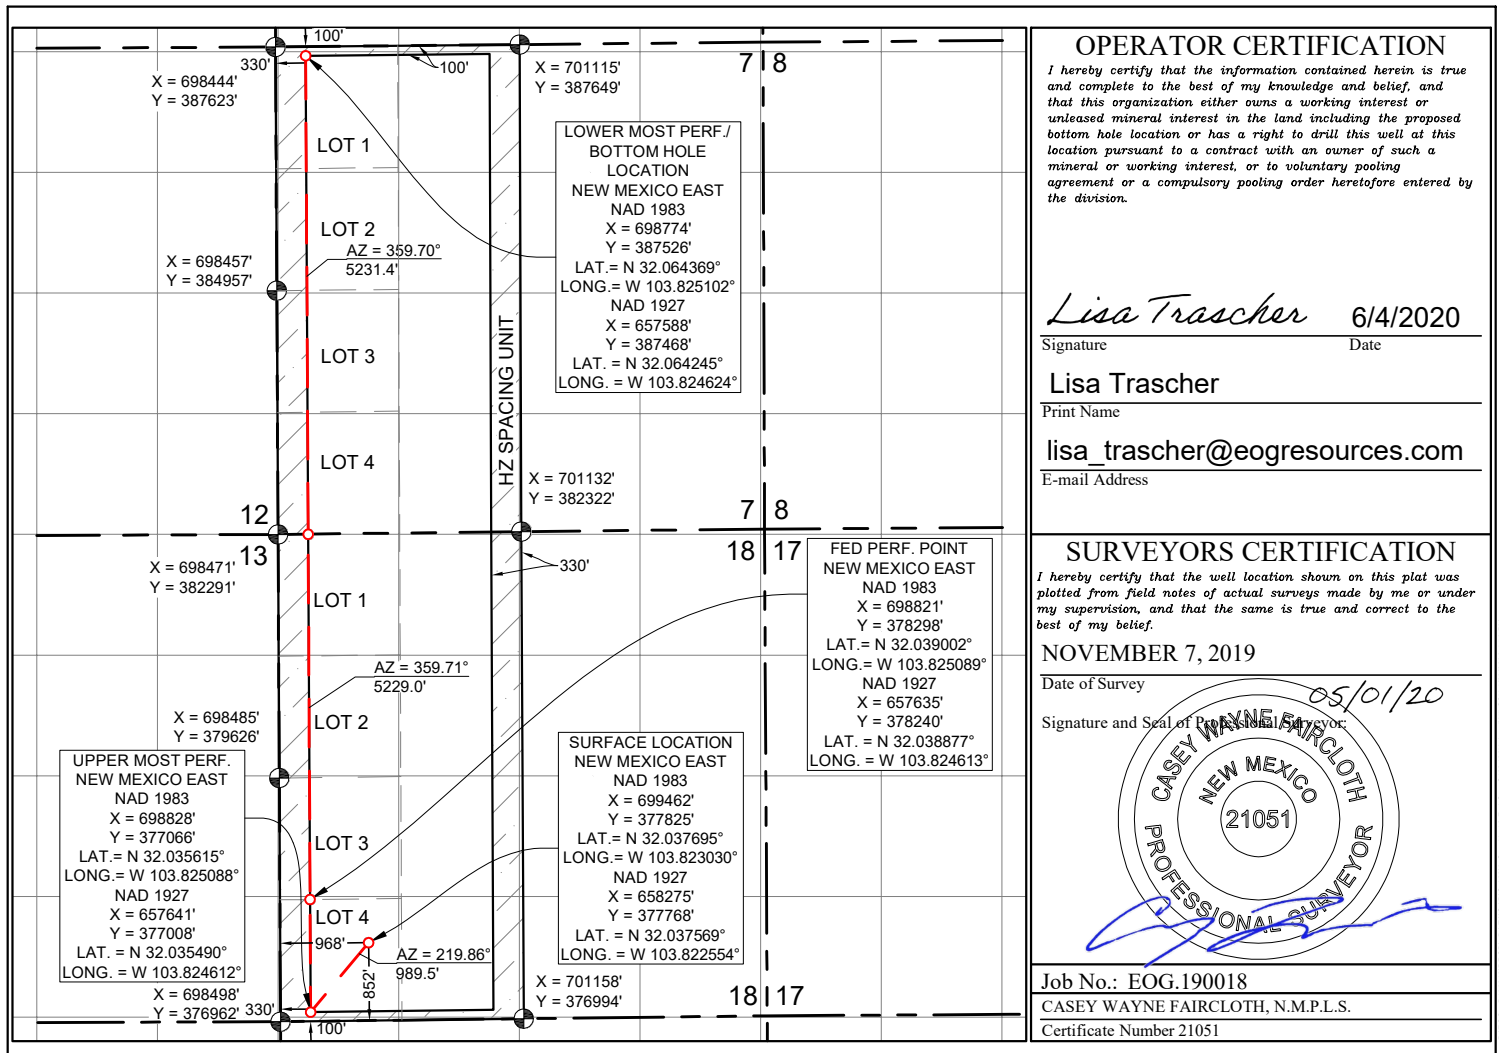 100'
330'
100'
X = 698444'
Y = 387623'
X = 701115'
Y = 387649'
7 8
LOT 1
LOT 2
AZ = 359.70°
5231.4'
X = 698457'
Y = 384957'
LOT 3
LOT 4
HZ SPACING UNIT
LOWER MOST PERF./
BOTTOM HOLE
LOCATION
NEW MEXICO EAST
NAD 1983
X = 698774'
Y = 387526'
LAT.= N 32.064369°
LONG.= W 103.825102°
NAD 1927
X = 657588'
Y = 387468'
LAT. = N 32.064245°
LONG. = W 103.824624°
X = 701132'
Y = 382322'
12
13
7 8
18 17
X = 698471'
Y = 382291'
330'
LOT 1
AZ = 359.71°
5229.0'
LOT 2
X = 698485'
Y = 379626'
LOT 3
LOT 4
FED PERF. POINT
NEW MEXICO EAST
NAD 1983
X = 698821'
Y = 378298'
LAT.= N 32.039002°
LONG.= W 103.825089°
NAD 1927
X = 657635'
Y = 378240'
LAT. = N 32.038877°
LONG. = W 103.824613°
UPPER MOST PERF.
NEW MEXICO EAST
NAD 1983
X = 698828'
Y = 377066'
LAT.= N 32.035615°
LONG.= W 103.825088°
NAD 1927
X = 657641'
Y = 377008'
LAT. = N 32.035490°
LONG. = W 103.824612°
SURFACE LOCATION
NEW MEXICO EAST
NAD 1983
X = 699462'
Y = 377825'
LAT.= N 32.037695°
LONG.= W 103.823030°
NAD 1927
X = 658275'
Y = 377768'
LAT. = N 32.037569°
LONG. = W 103.822554°
968'
AZ = 219.86°
989.5'
852'
X = 698498'
Y = 376962'
330'
100'
X = 701158'
Y = 376994'
18 17
OPERATOR CERTIFICATION
I hereby certify that the information contained herein is true
and complete to the best of my knowledge and belief, and
that this organization either owns a working interest or
unleased mineral interest in the land including the proposed
bottom hole location or has a right to drill this well at this
location pursuant to a contract with an owner of such a
mineral or working interest, or to voluntary pooling
agreement or a compulsory pooling order heretofore entered by
the division.
Lisa Trascher 6/4/2020
Signature Date
Lisa Trascher
Print Name
lisa_trascher@eogresources.com
E-mail Address
SURVEYORS CERTIFICATION
I hereby certify that the well location shown on this plat was
plotted from field notes of actual surveys made by me or under
my supervision, and that the same is true and correct to the
best of my belief.
NOVEMBER 7, 2019
Date of Survey
05/01/20
Signature and Seal of Professional Surveyor:
CASEY WAYNE FAIRCLOTH
NEW MEXICO
21051
PROFESSIONAL SURVEYOR
Job No.: EOG.190018
CASEY WAYNE FAIRCLOTH, N.M.P.L.S.
Certificate Number 21051